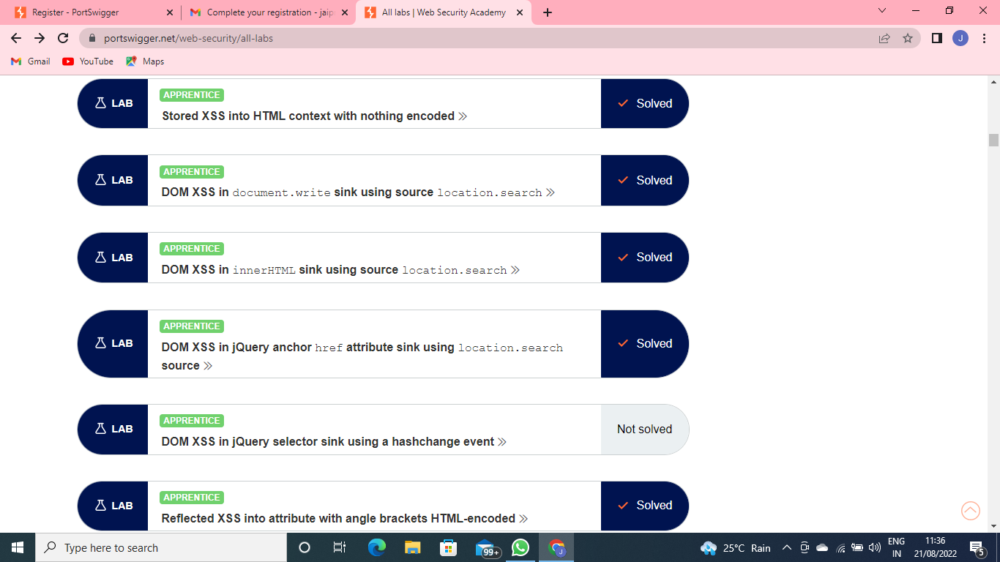 Register - PortSwigger
Complete your registration - jaip
All labs | Web Security Academy
portswigger.net/web-security/all-labs
J
Gmail
YouTube
Maps
LAB
APPRENTICE
Stored XSS into HTML context with nothing encoded
Solved
LAB
APPRENTICE
DOM XSS in document.write sink using source location.search
Solved
LAB
APPRENTICE
DOM XSS in innerHTML sink using source location.search
Solved
LAB
APPRENTICE
DOM XSS in jQuery anchor href attribute sink using location.search
source
Solved
LAB
APPRENTICE
DOM XSS in jQuery selector sink using a hashchange event
Not solved
LAB
APPRENTICE
Reflected XSS into attribute with angle brackets HTML-encoded
Solved
Type here to search
99+
J
25°C Rain
ENG
IN
11:36
21/08/2022
5